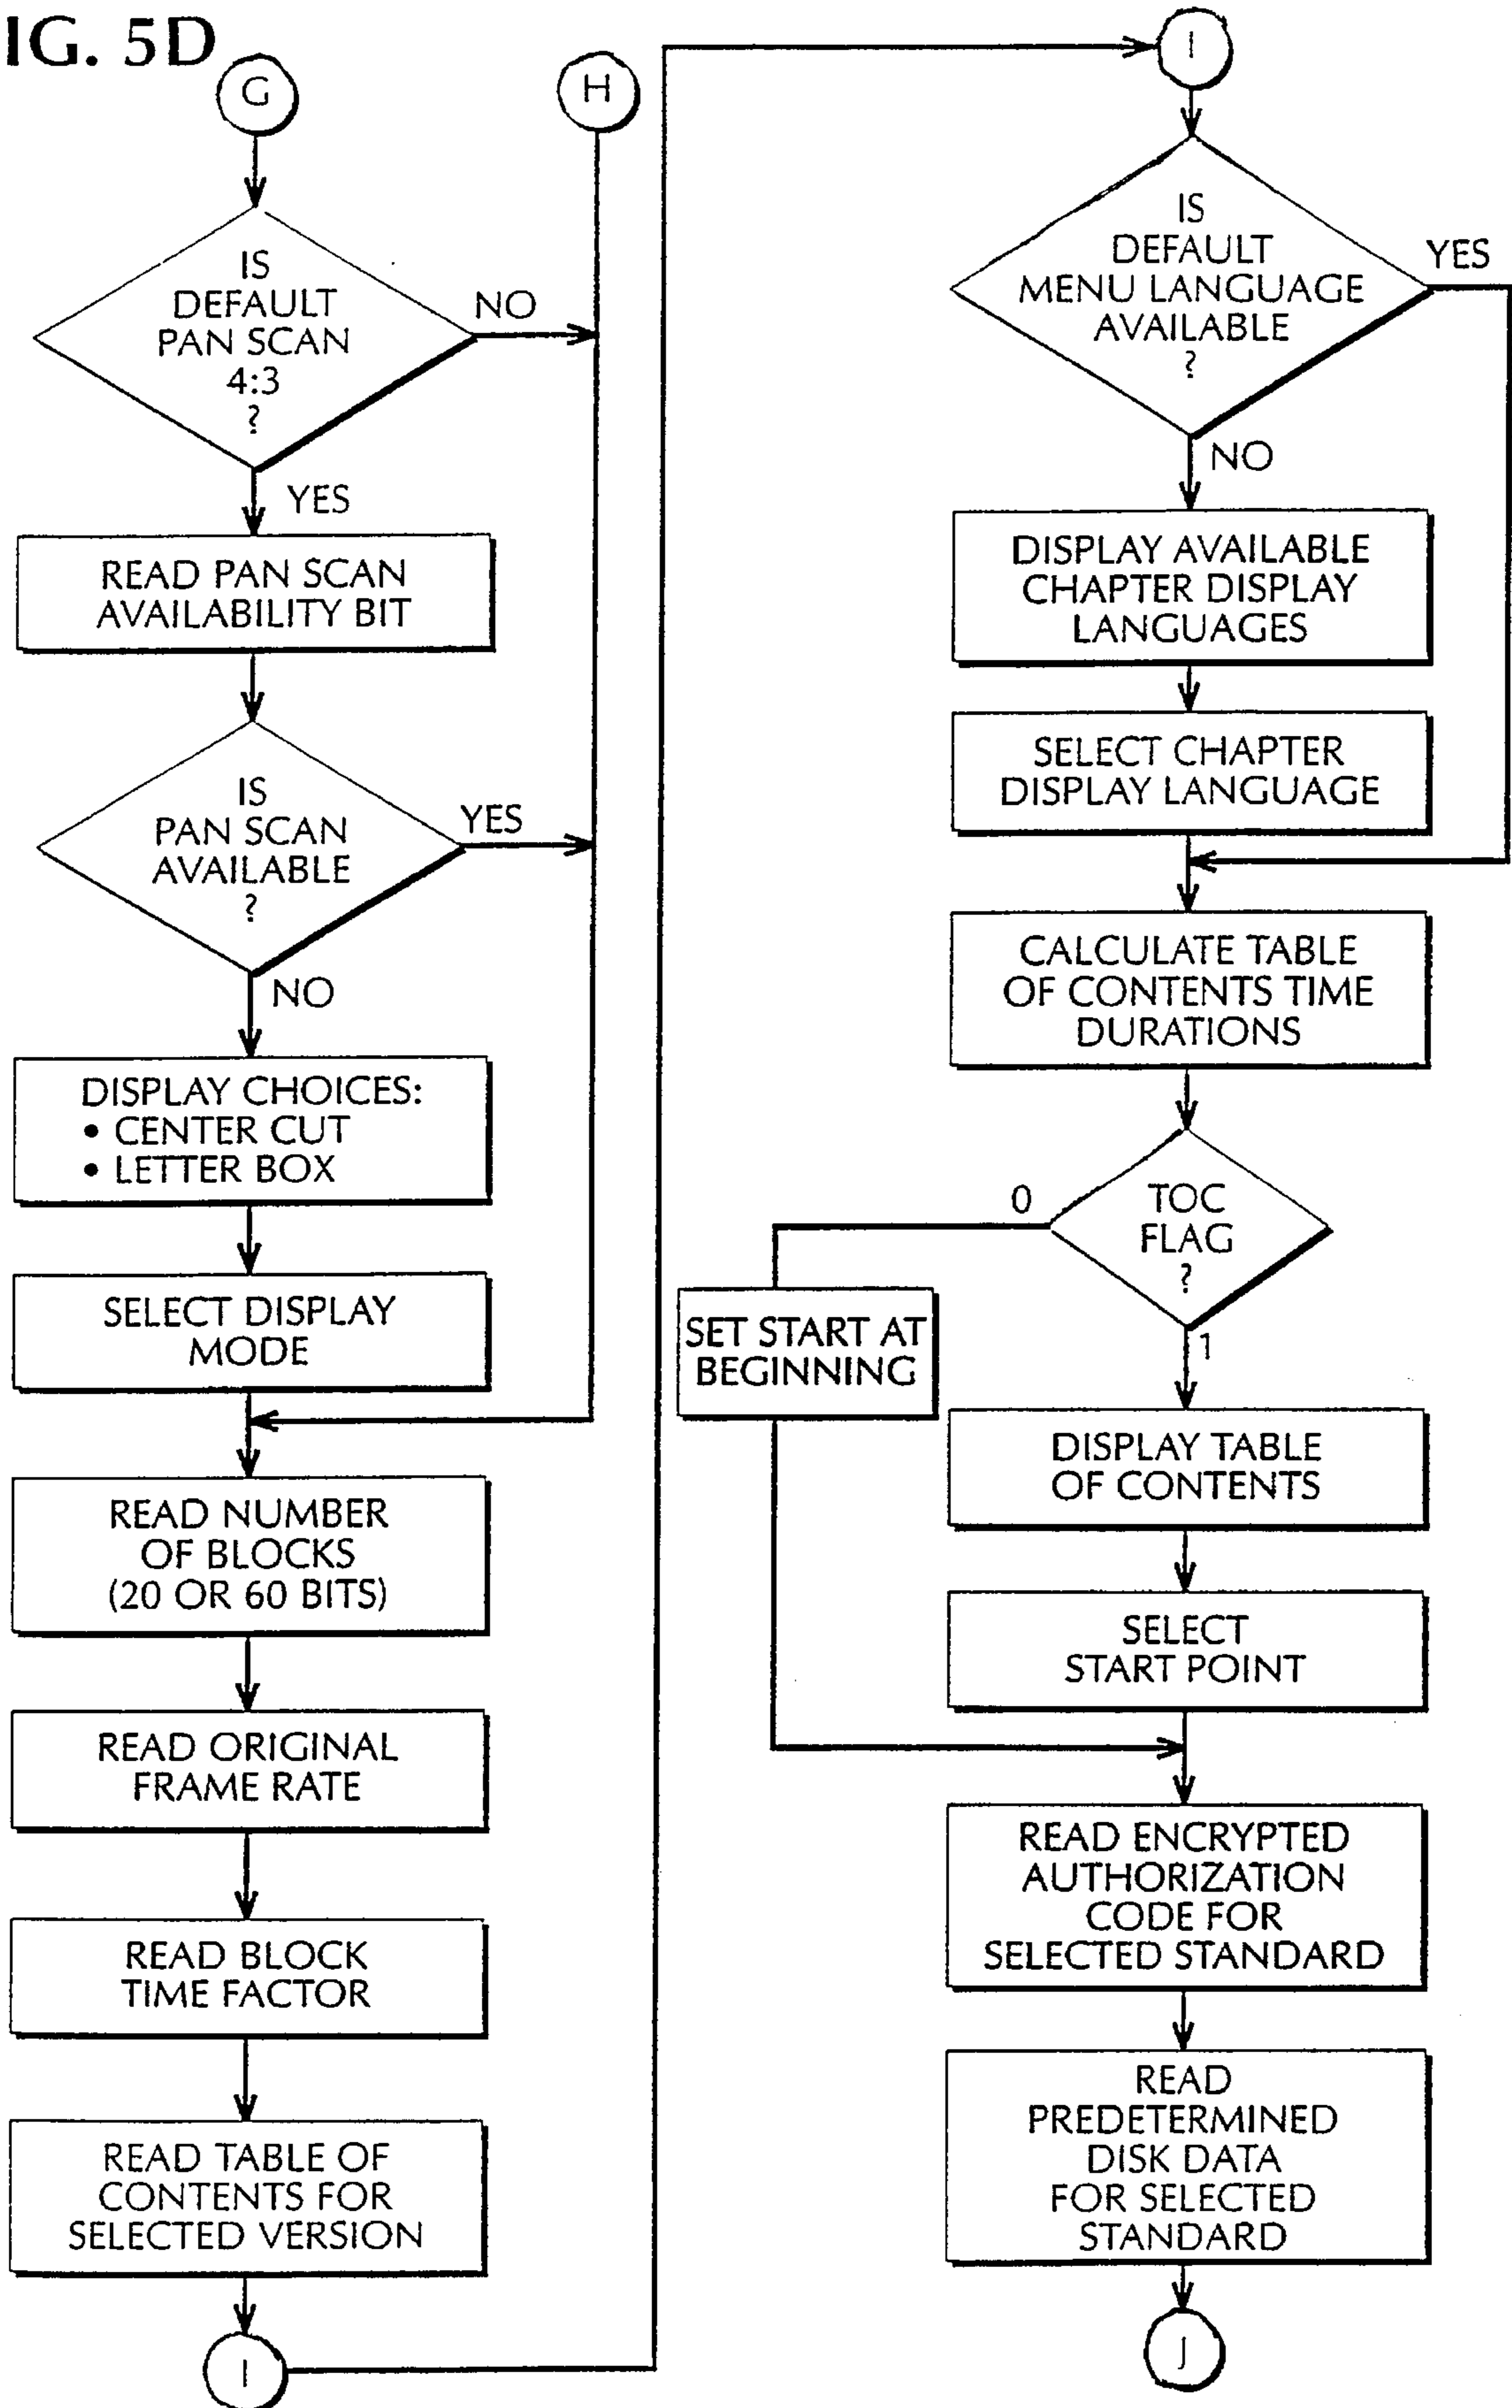 IG. 5D
G
H
IS
DEFAULT
PAN SCAN
4:3
?
NO
YES
READ PAN SCAN
AVAILABILITY BIT
IS
PAN SCAN
AVAILABLE
?
YES
NO
DISPLAY CHOICES:
• CENTER CUT
• LETTER BOX
SELECT DISPLAY
MODE
READ NUMBER
OF BLOCKS
(20 OR 60 BITS)
READ ORIGINAL
FRAME RATE
READ BLOCK
TIME FACTOR
READ TABLE OF
CONTENTS FOR
SELECTED VERSION
I
I
IS
DEFAULT
MENU LANGUAGE
AVAILABLE
?
YES
NO
DISPLAY AVAILABLE
CHAPTER DISPLAY
LANGUAGES
SELECT CHAPTER
DISPLAY LANGUAGE
CALCULATE TABLE
OF CONTENTS TIME
DURATIONS
TOC
FLAG
?
0
1
SET START AT
BEGINNING
DISPLAY TABLE
OF CONTENTS
SELECT
START POINT
READ ENCRYPTED
AUTHORIZATION
CODE FOR
SELECTED STANDARD
READ
PREDETERMINED
DISK DATA
FOR SELECTED
STANDARD
J